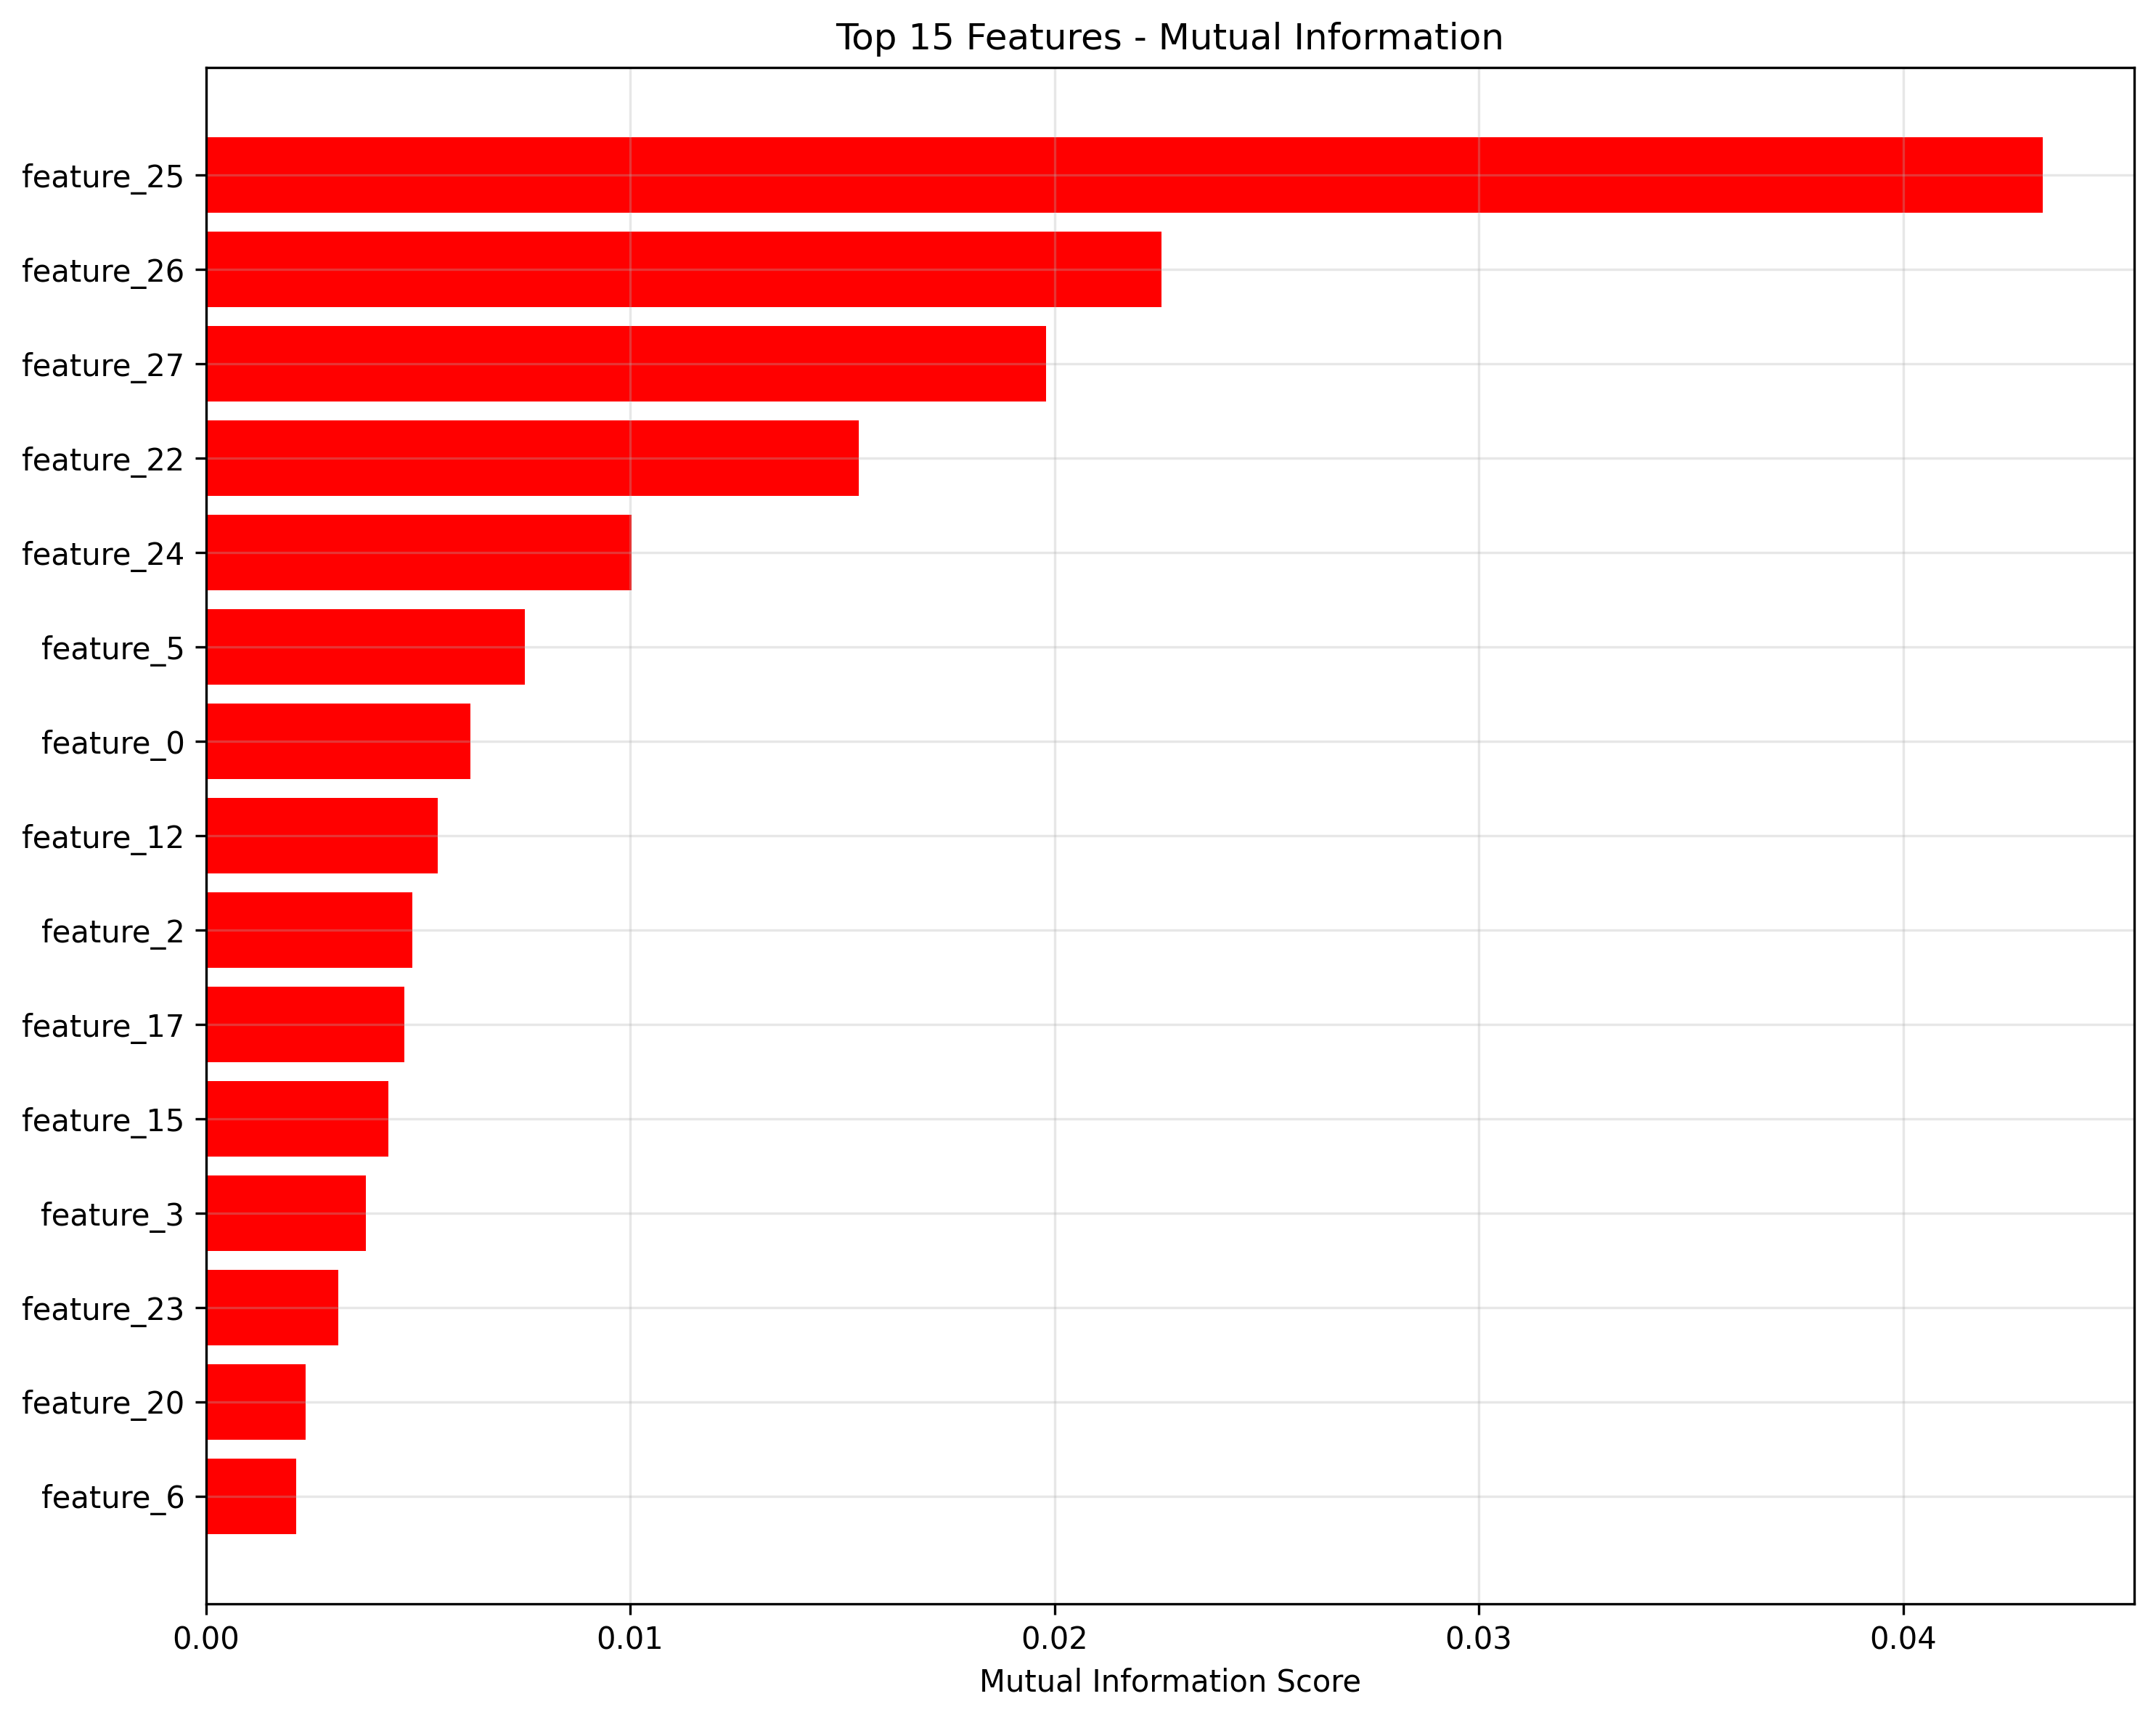 Top 15 Features - Mutual Information
feature_25
feature_26
feature_27
feature_22
feature_24
feature_5
feature_0
feature_12
feature_2
feature_17
feature_15
feature_3
feature_23
feature_20
feature_6
0.00 0.01 0.02 0.03 0.04
Mutual Information Score